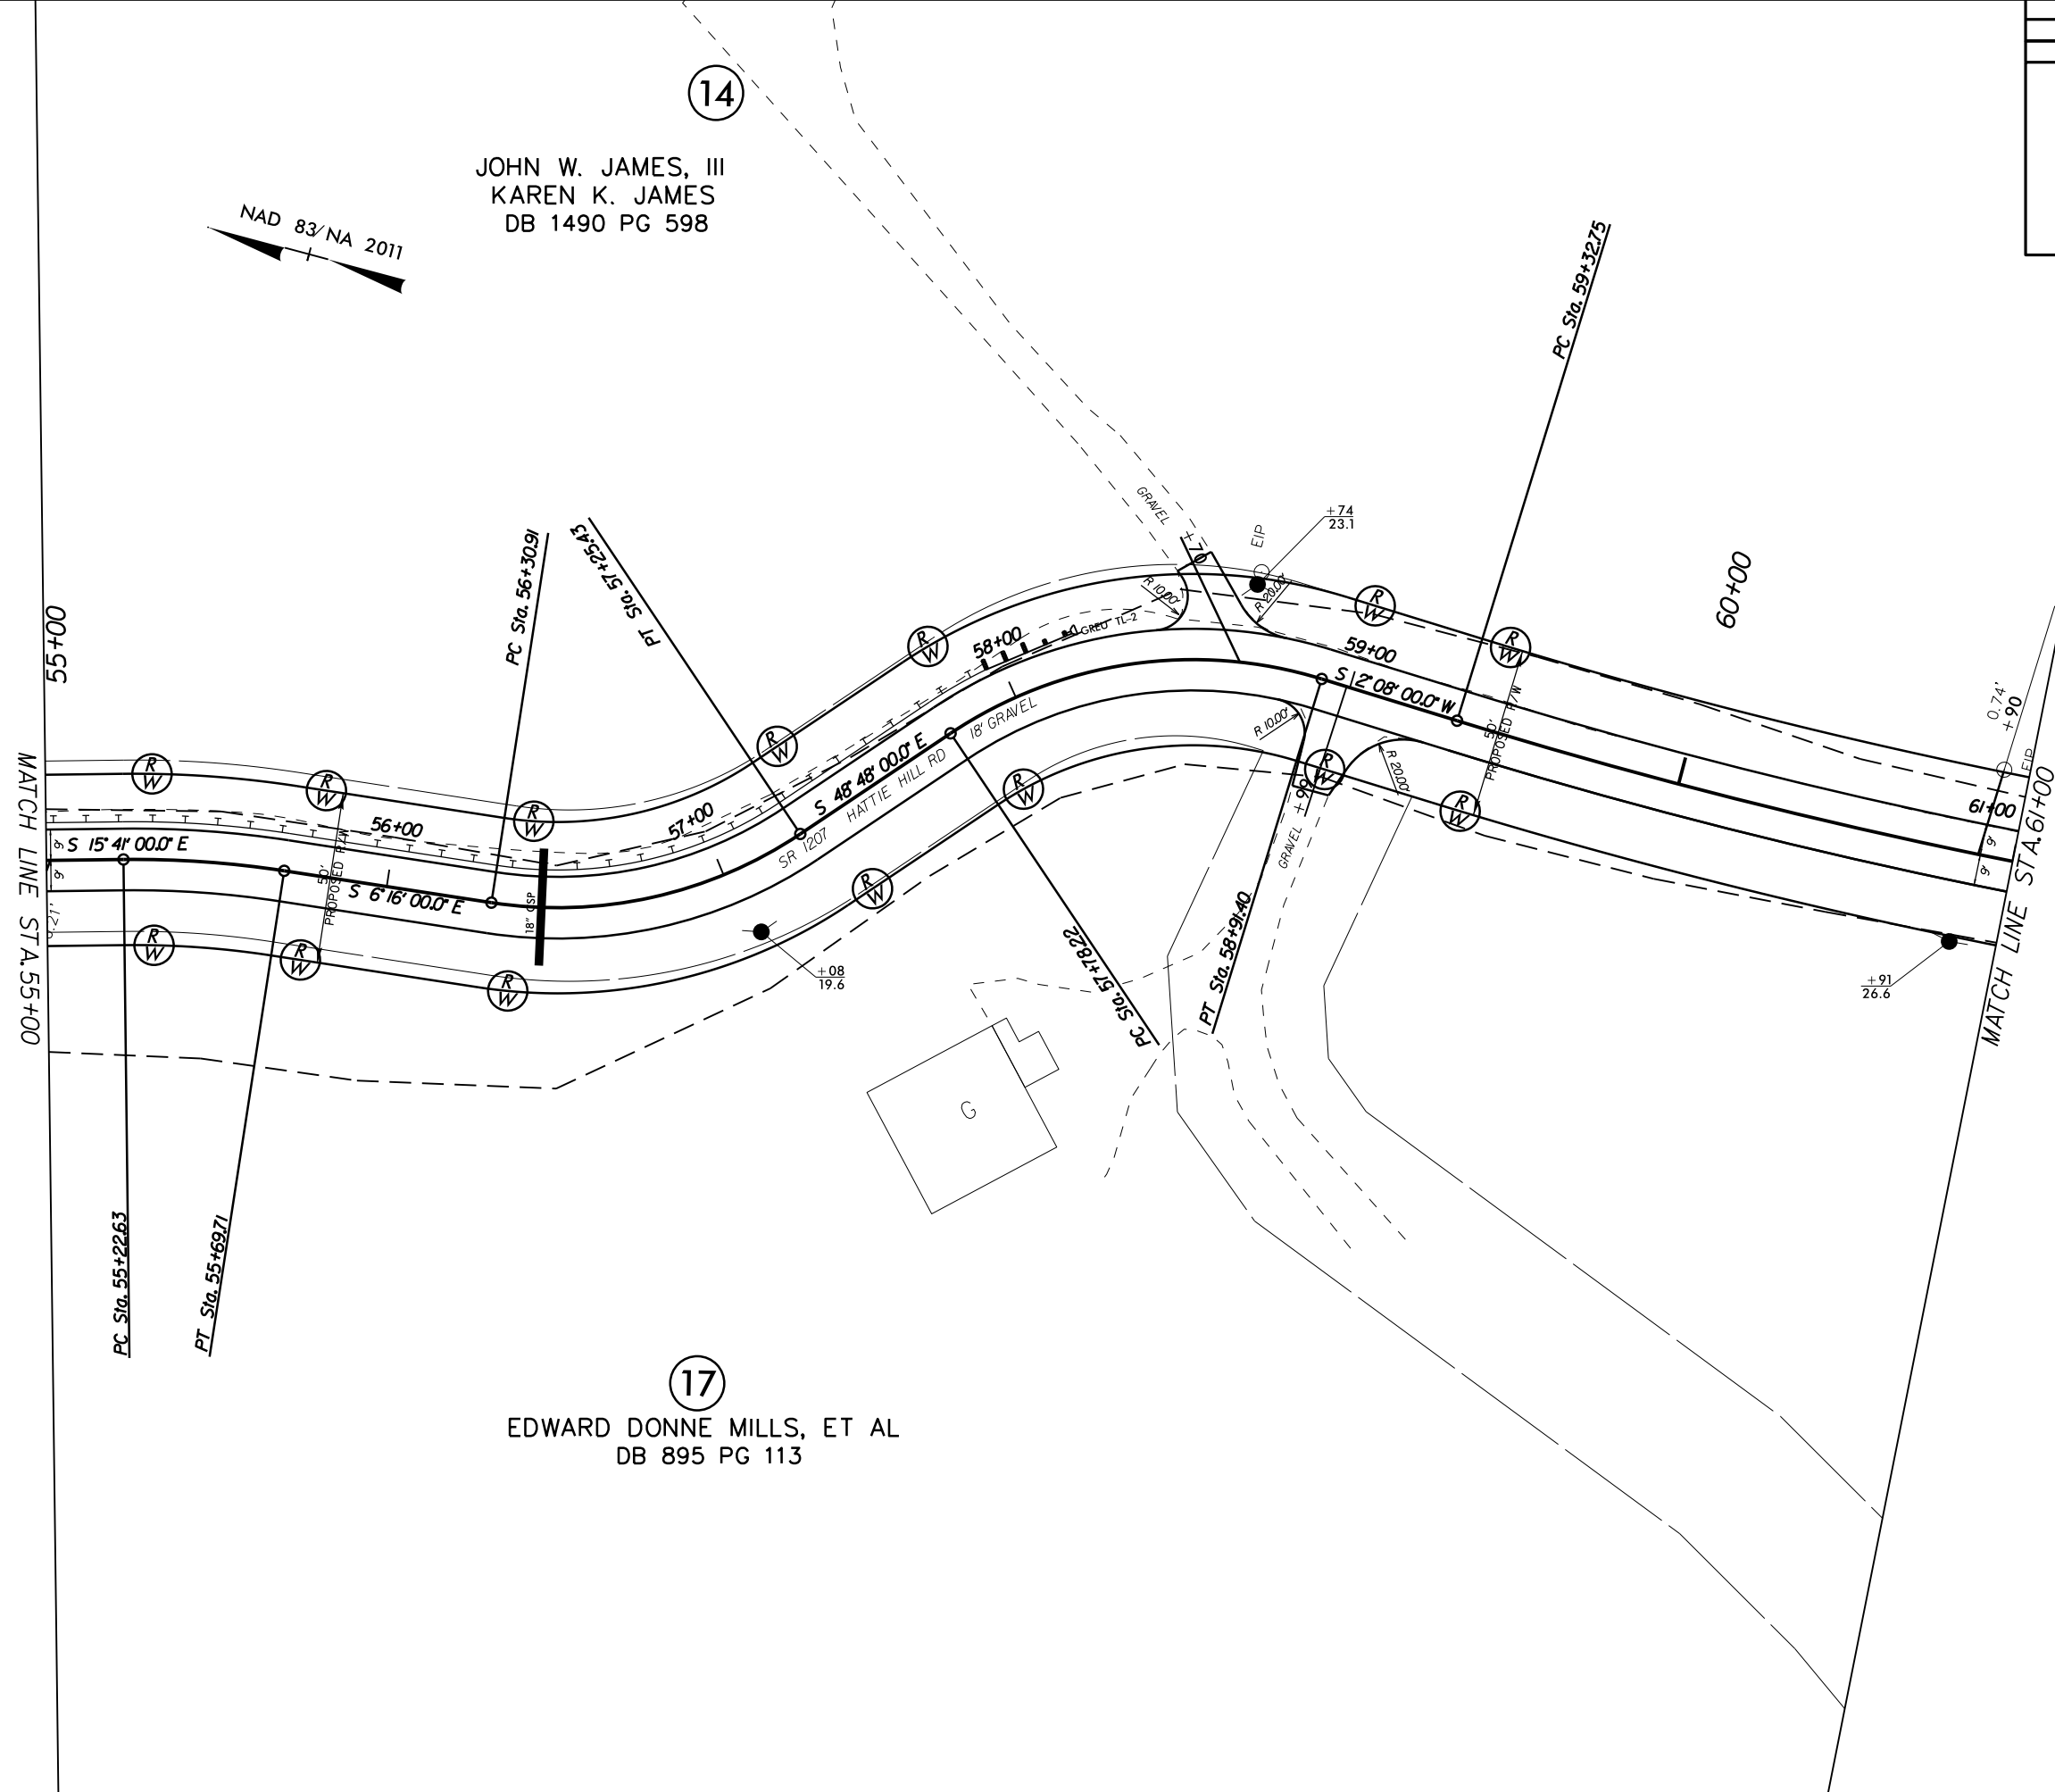 14
JOHN W. JAMES, III
KAREN K. JAMES
DB 1490 PG 598
NAD 83/NA 2011
PC Sta. 59+32.75
GRAVEL
+70
EIP
+74
23.1
R 10.00'
R 20.00'
PC Sta. 56+30.91
PT Sta. 57+25.43
60+00
55+00
MATCH LINE STA.55+00
R
W
R
W
R
W
R
W
R
W
R
W
R
W
58+00
GREU TL-2
59+00
S 12° 08' 00.0" W
50'
PROPOSED R/W
0.74'
+90
EIP
61+00
9'
9'
MATCH LINE STA.61+00
S 15° 41' 00.0" E
9'
9'
56+00
50'
PROPOSED R/W
S 6° 16' 00.0" E
18" CSP
57+00
S 48° 48' 00.0" E
SR 1207 HATTIE HILL RD 18' GRAVEL
R 10.00'
R 20.00'
GRAVEL
R
W
R
W
R
W
R
W
R
W
R
W
R
W
+08
19.6
+91
26.6
PC Sta. 57+78.22
PT Sta. 58+91.40
G
PC Sta. 55+22.63
PT Sta. 55+69.71
17
EDWARD DONNE MILLS, ET AL
DB 895 PG 113